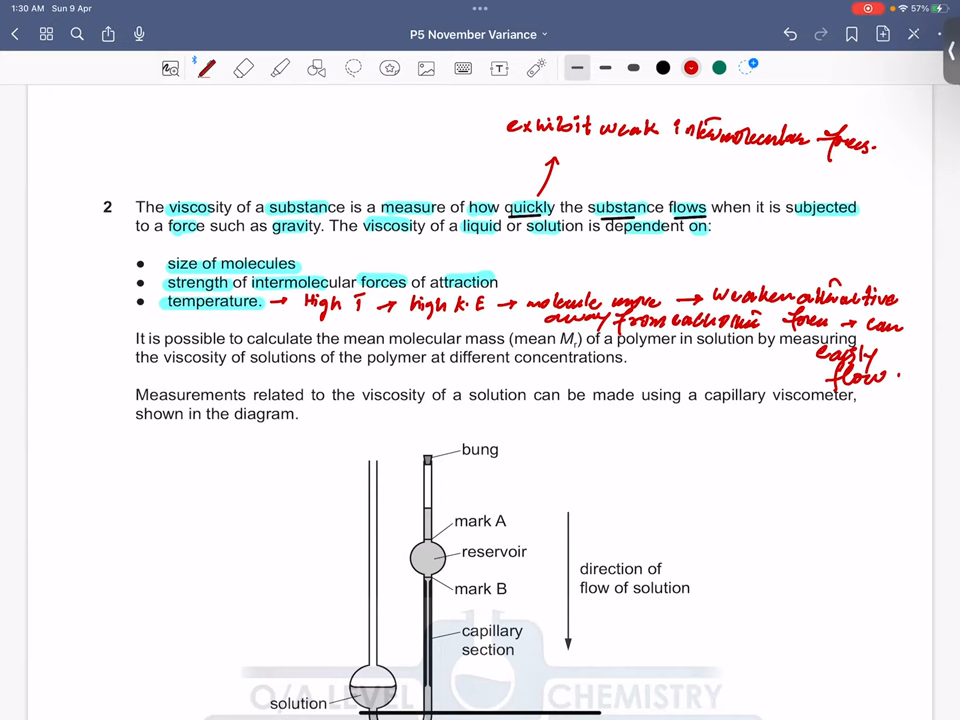 1:30 AM Sun 9 Apr
57%
P5 November Variance
exhibit weak intermolecular forces.
2 The viscosity of a substance is a measure of how quickly the substance flows when it is subjected
to a force such as gravity. The viscosity of a liquid or solution is dependent on:
● size of molecules
● strength of intermolecular forces of attraction
● temperature. → High T → high K.E → molecule move → weaken attractive
away from forces → can
easily
flow.
It is possible to calculate the mean molecular mass (mean Mr) of a polymer in solution by measuring
the viscosity of solutions of the polymer at different concentrations.
Measurements related to the viscosity of a solution can be made using a capillary viscometer,
shown in the diagram.
bung
mark A
reservoir
mark B
direction of
flow of solution
capillary
section
solution
O/A LEVEL CHEMISTRY